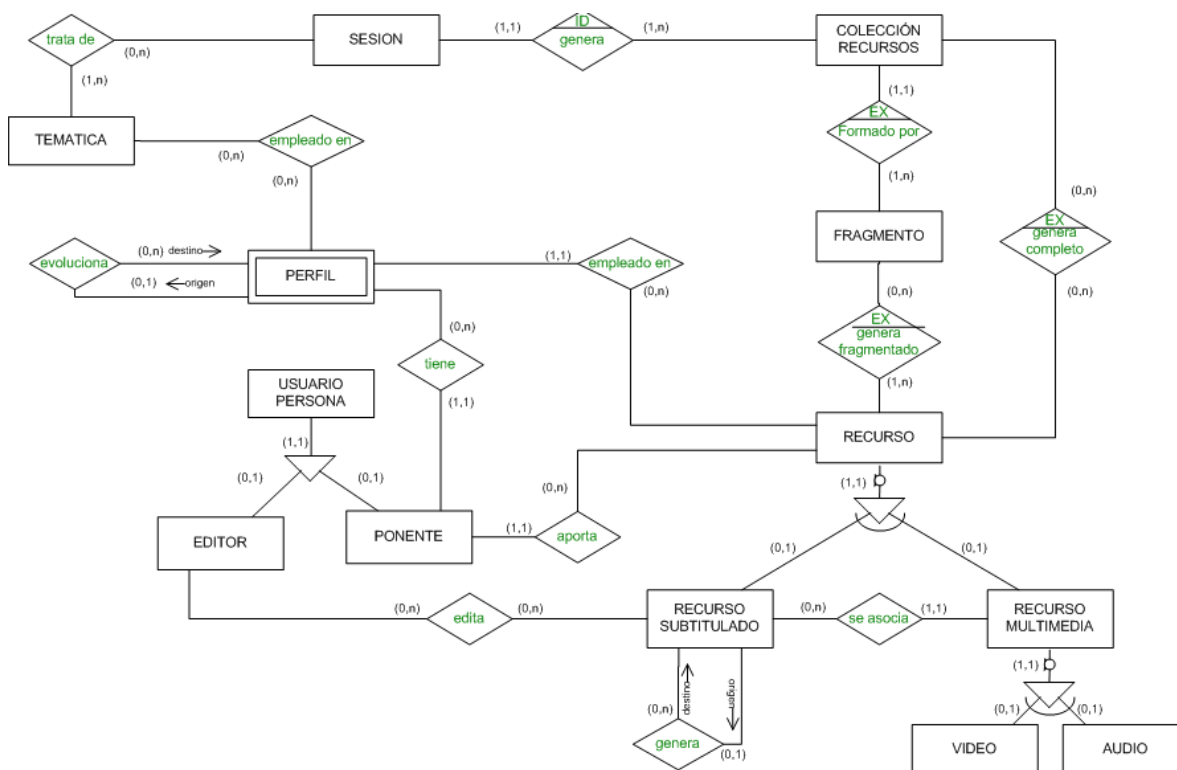 ID
trata de
SESION
(1,1)
genera
(1,n)
COLECCIÓN
RECURSOS
(0,n)
(1,n)
(1,1)
TEMATICA
empleado en
EX
Formado por
(0,n)
(0,n)
(1,n)
(0,n)
EX
genera
completo
FRAGMENTO
evoluciona
(0,n)
destino
(0,1)
origen
PERFIL
(1,1)
empleado en
(0,n)
(0,n)
(0,n)
EX
genera
fragmentado
(0,n)
tiene
(1,1)
(1,n)
USUARIO
PERSONA
RECURSO
(1,1)
(0,1)
(0,1)
(0,n)
(1,1)
EDITOR
PONENTE
(1,1)
aporta
(0,1)
(0,1)
(0,n)
edita
(0,n)
RECURSO
SUBTITULADO
(0,n)
se asocia
(1,1)
RECURSO
MULTIMEDIA
(1,1)
destino
origen
(0,n)
genera
(0,1)
(0,1)
(0,1)
VIDEO
AUDIO